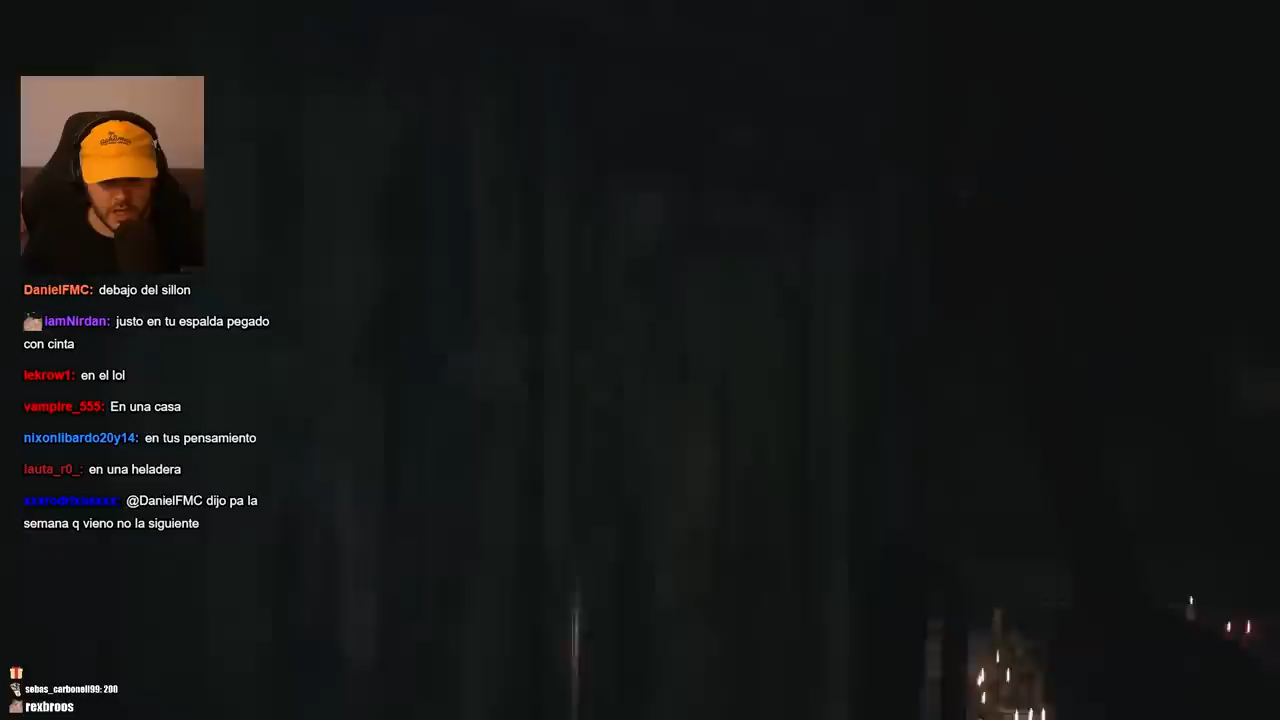 DanielFMC: debajo del sillon
iamNirdan: justo en tu espalda pegado
con cinta
lekrow1: en el lol
vampire_555: En una casa
nixonlibardo20y14: en tus pensamiento
lauta_r0_: en una heladera
@DanielFMC dijo pa la
semana q vieno no la siguiente
sebas_carbonell99: 200
rexbroos